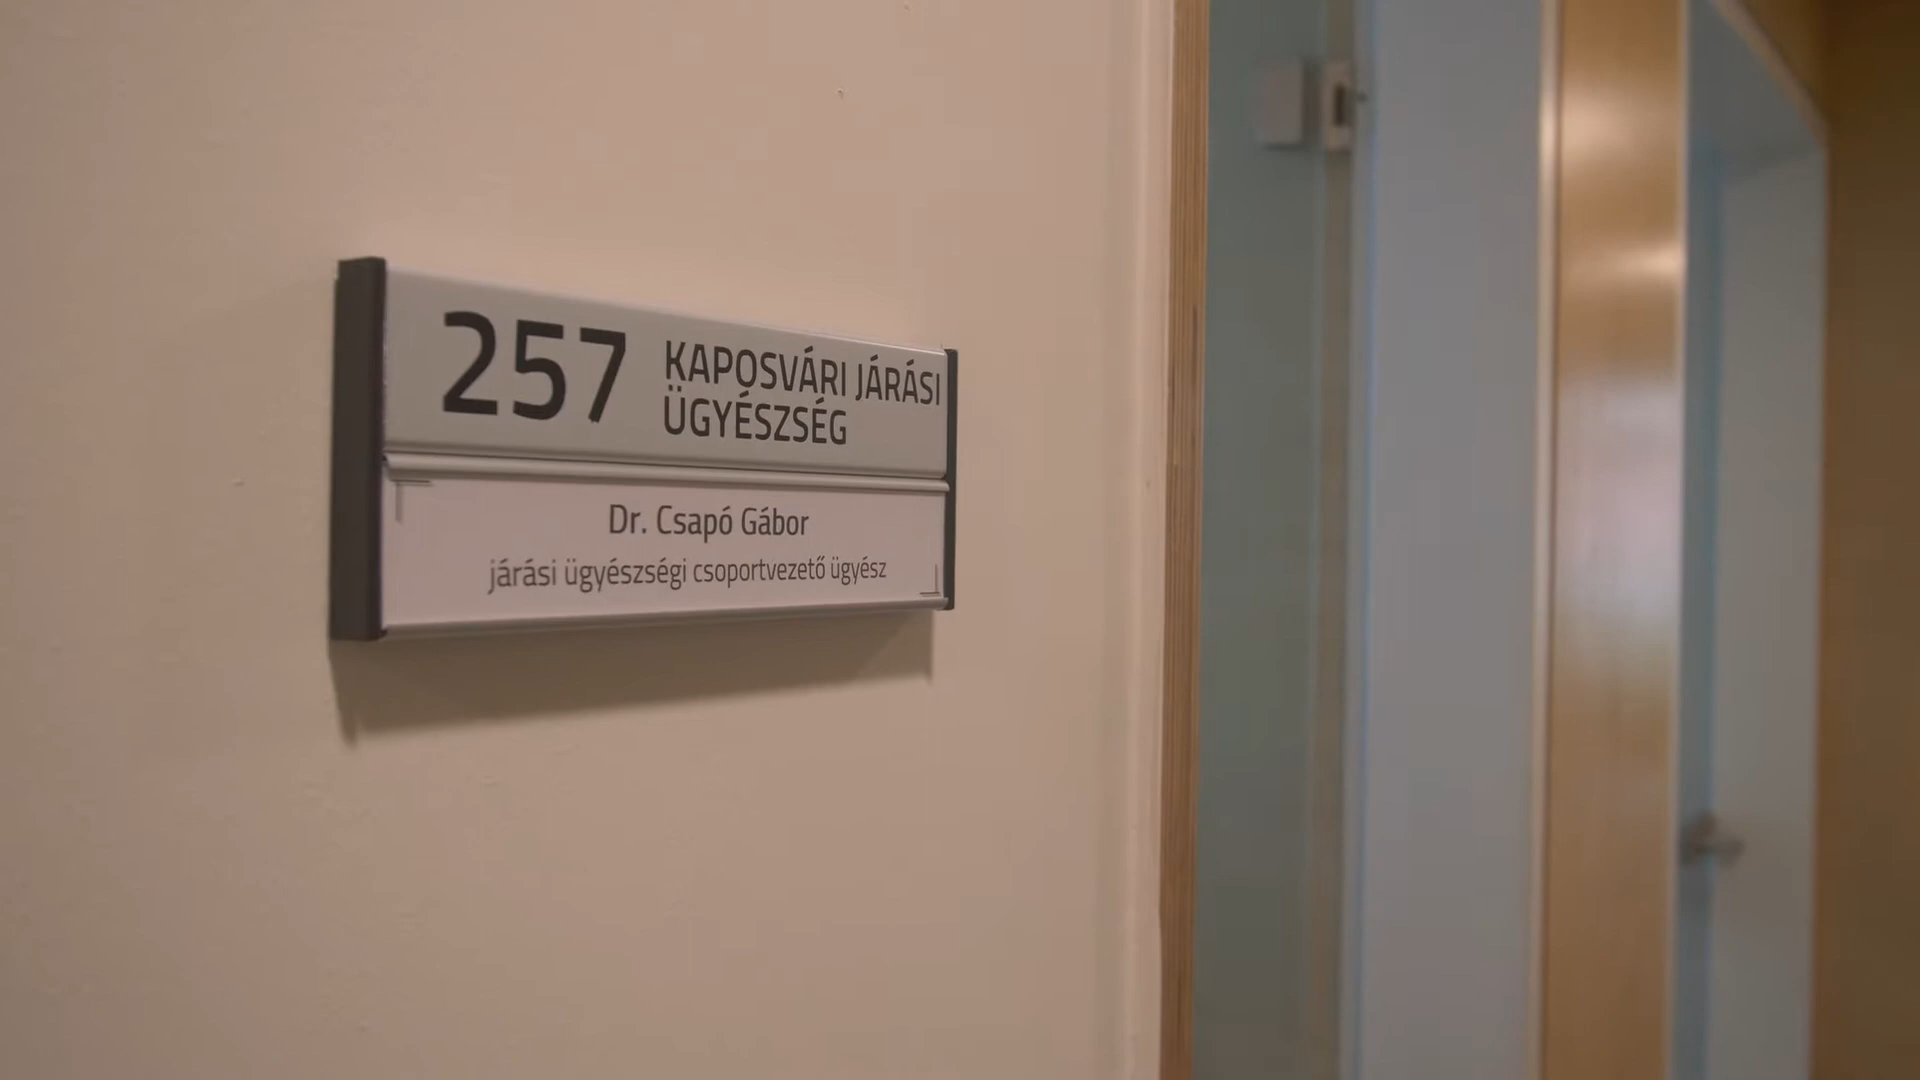 257 KAPOSVÁRI JÁRÁSI
ÜGYÉSZSÉG
Dr. Csapó Gábor
járási ügyészségi csoportvezető ügyész